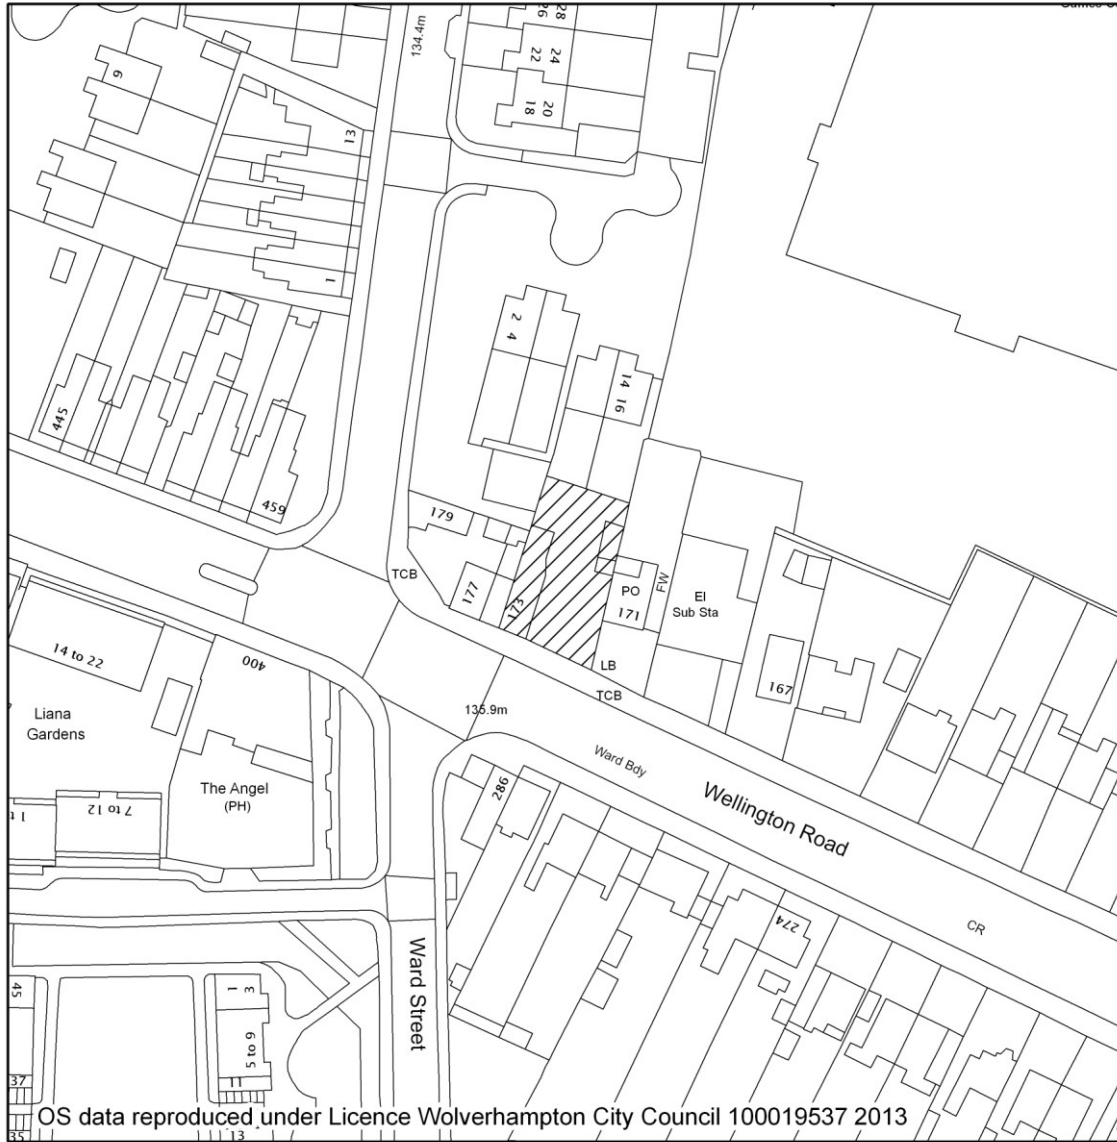 134.4m
26
28
22
24
18
20
9
13
1
2
4
14
16
445
459
179
TCB
177
173
PO
171
FW
El
Sub Sta
LB
TCB
167
14 to 22
400
Liana
Gardens
135.9m
The Angel
(PH)
7 to 12
286
Ward Bdy
Wellington Road
274
CR
Ward Street
45
1
3
5 to 9
37
11
35
13
OS data reproduced under Licence Wolverhampton City Council 100019537 2013